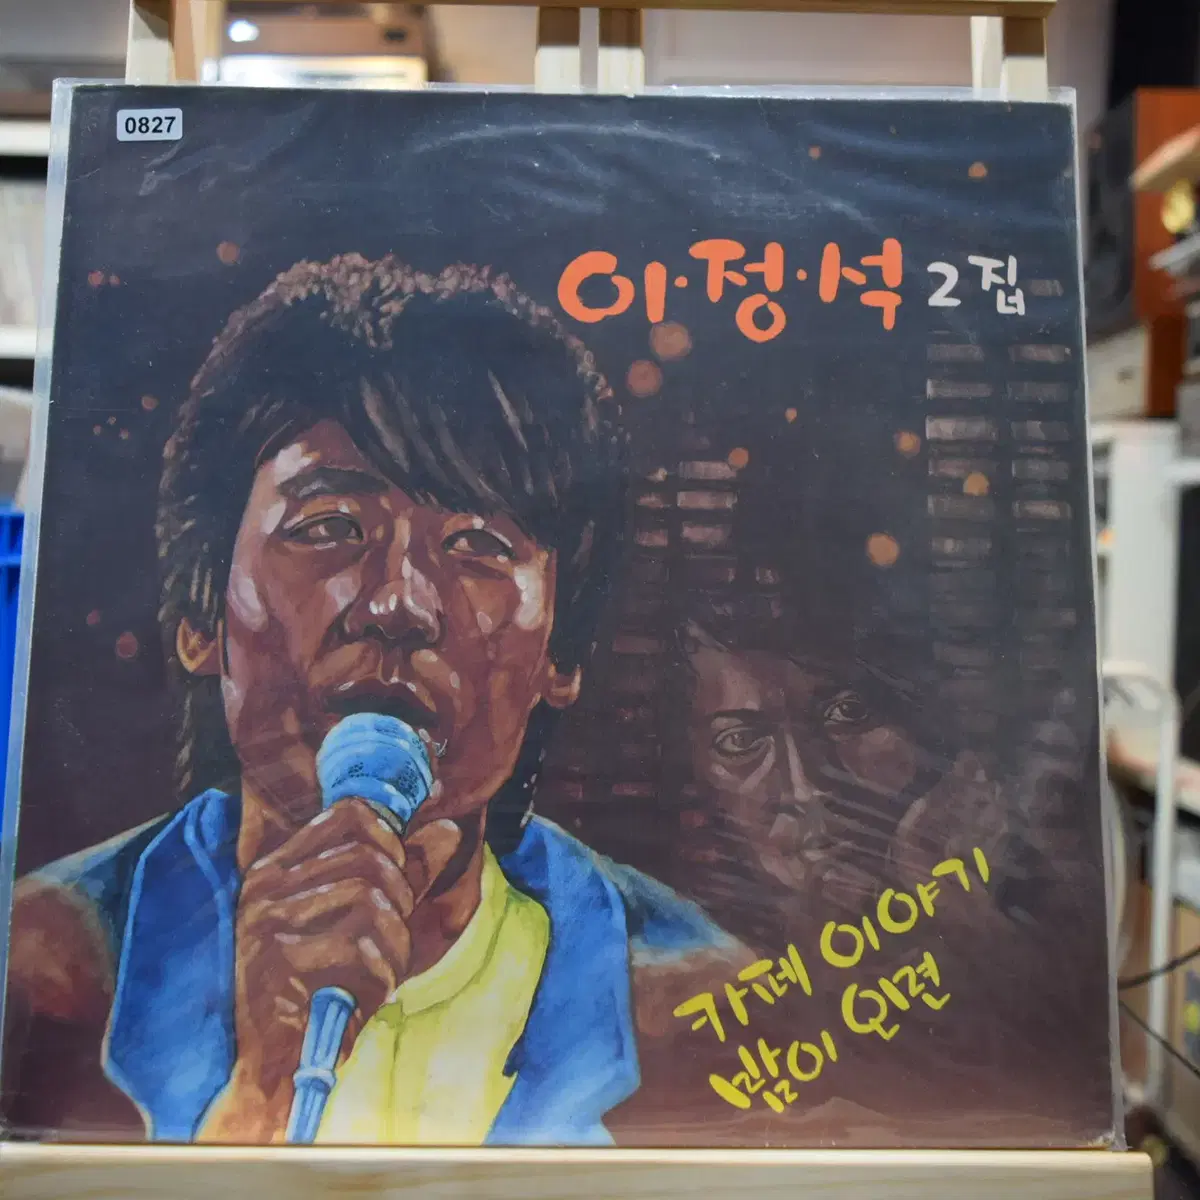 0827
이·정·석 2집
카페 이야기
밤이 오면